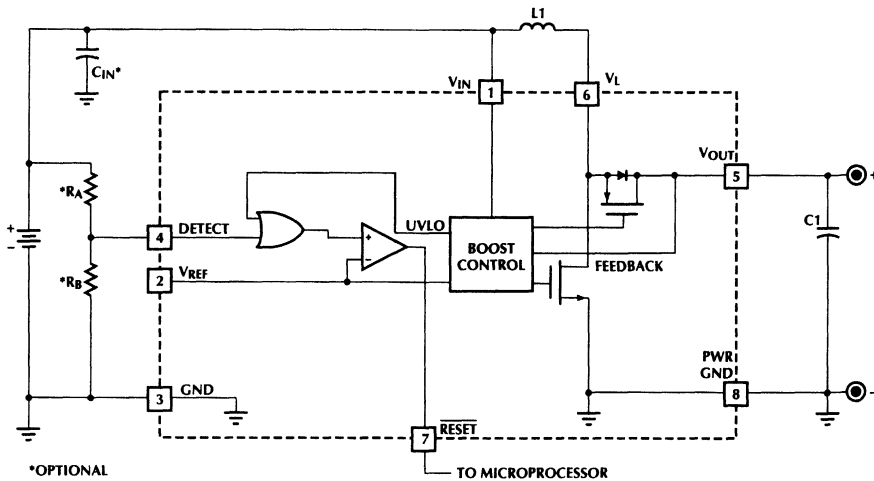 L1
CIN*
VIN
1
6
VL
*RA
VOUT
5
+
+
−
4
DETECT
+
−
UVLO
BOOST
CONTROL
C1
*RB
2
VREF
FEEDBACK
PWR
GND
3
GND
8
−
7
RESET
*OPTIONAL
TO MICROPROCESSOR